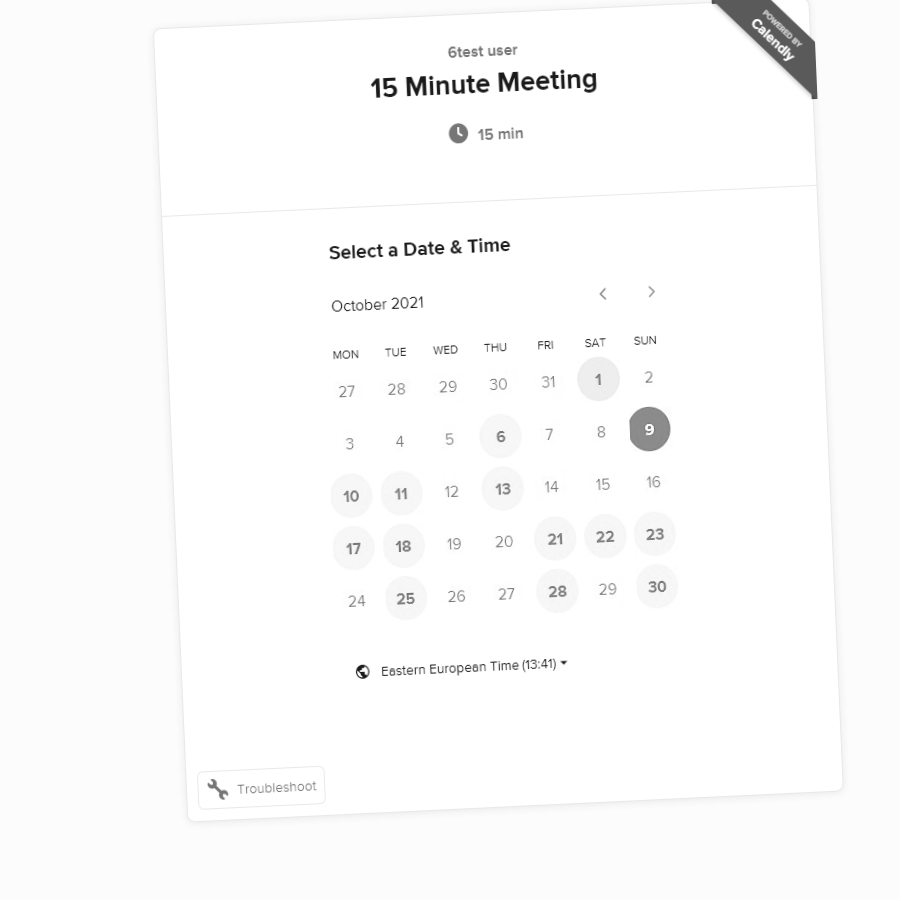 POWERED BY
Calendly
6test user
15 Minute Meeting
15 min
Select a Date & Time
October 2021
MON TUE WED THU FRI SAT SUN
27 28 29 30 31 1 2
3 4 5 6 7 8 9
10 11 12 13 14 15 16
17 18 19 20 21 22 23
24 25 26 27 28 29 30
Eastern European Time (13:41)
Troubleshoot